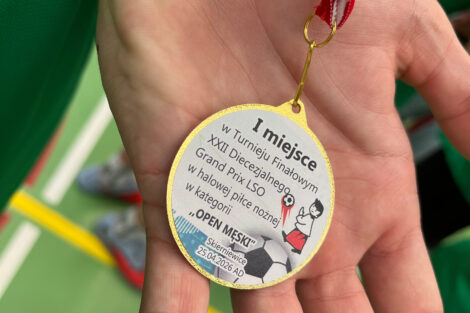 I miejsce
w Turnieju Finałowym
XXII Diecezjalnego
Grand Prix LSO
w halowej piłce nożnej
w kategorii
„OPEN MĘSKI"
Skierniewice
25.04.2026 AD